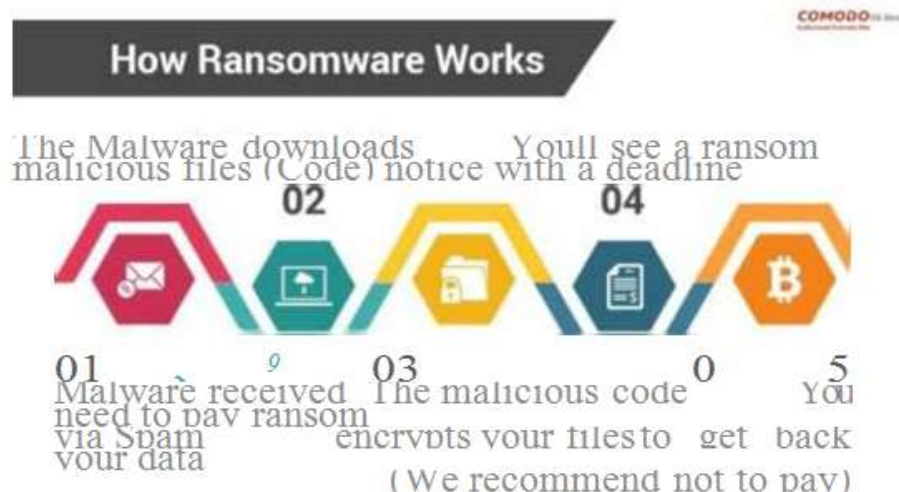 COMODO
How Ransomware Works
The Malware downloads Youll see a ransom
malicious files (Code) notice with a deadline
02 04
01 9 03 0 5
Malware received The malicious code You
need to pay ransom
via Spam encrypts your files to get back
your data
(We recommend not to pay)